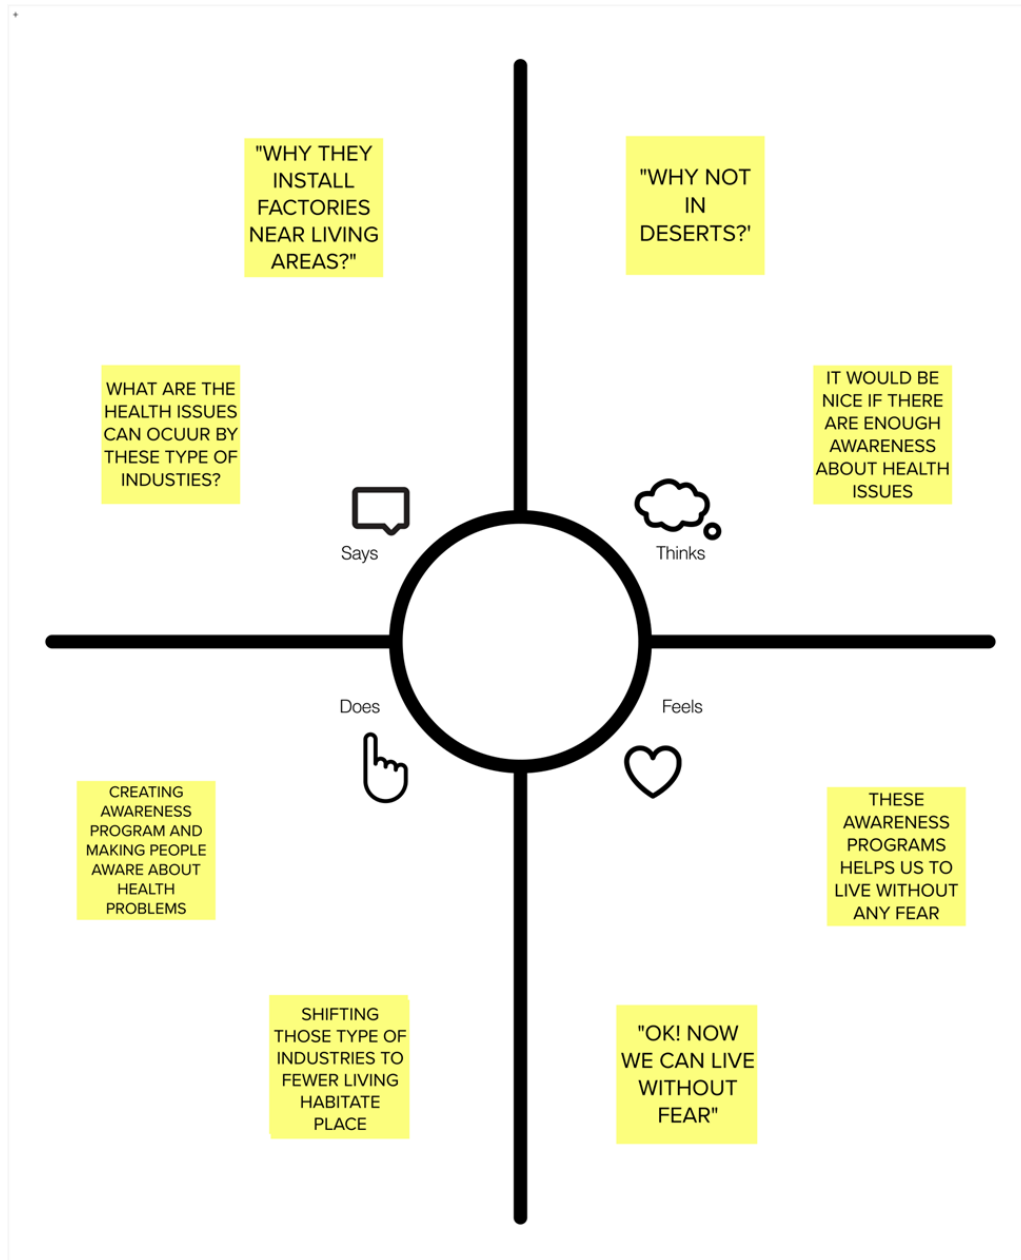 "WHY THEY
INSTALL
FACTORIES
NEAR LIVING
AREAS?"
WHAT ARE THE
HEALTH ISSUES
CAN OCUUR BY
THESE TYPE OF
INDUSTIES?
Says
"WHY NOT
IN
DESERTS?'
IT WOULD BE
NICE IF THERE
ARE ENOUGH
AWARENESS
ABOUT HEALTH
ISSUES
Thinks
Does
CREATING
AWARENESS
PROGRAM AND
MAKING PEOPLE
AWARE ABOUT
HEALTH
PROBLEMS
SHIFTING
THOSE TYPE OF
INDUSTRIES TO
FEWER LIVING
HABITATE
PLACE
Feels
THESE
AWARENESS
PROGRAMS
HELPS US TO
LIVE WITHOUT
ANY FEAR
"OK! NOW
WE CAN LIVE
WITHOUT
FEAR"